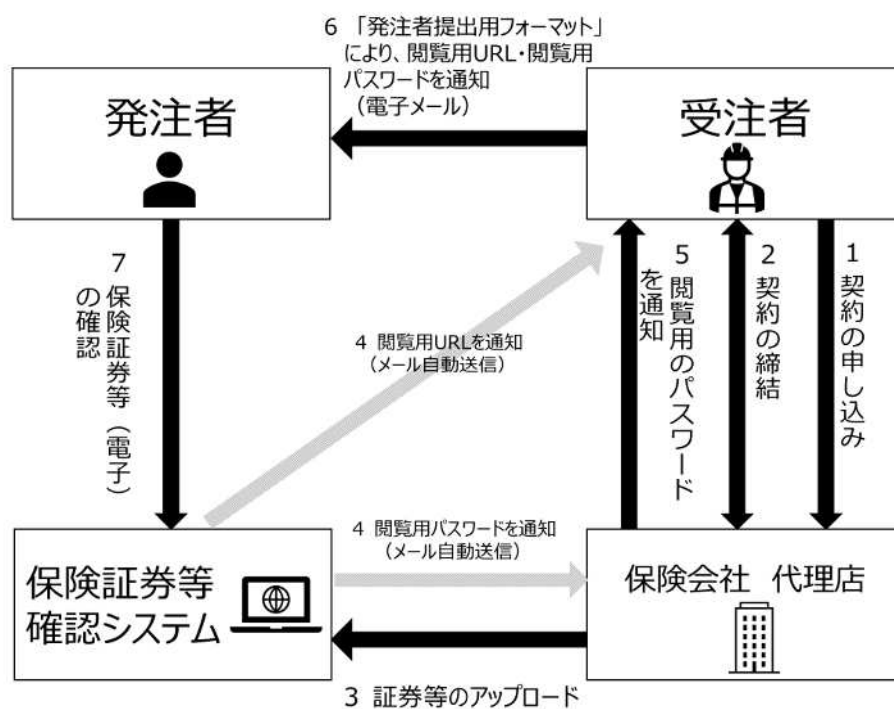 6 「発注者提出用フォーマット」
により、閲覧用URL・閲覧用
パスワードを通知
（電子メール）
発注者
受注者
7 保険証券等（電子）
の確認
4 閲覧用URLを通知
（メール自動送信）
5 閲覧用のパスワード
を通知
2 契約の締結
1 契約の申し込み
4 閲覧用パスワードを通知
（メール自動送信）
保険証券等
確認システム
保険会社 代理店
3 証券等のアップロード